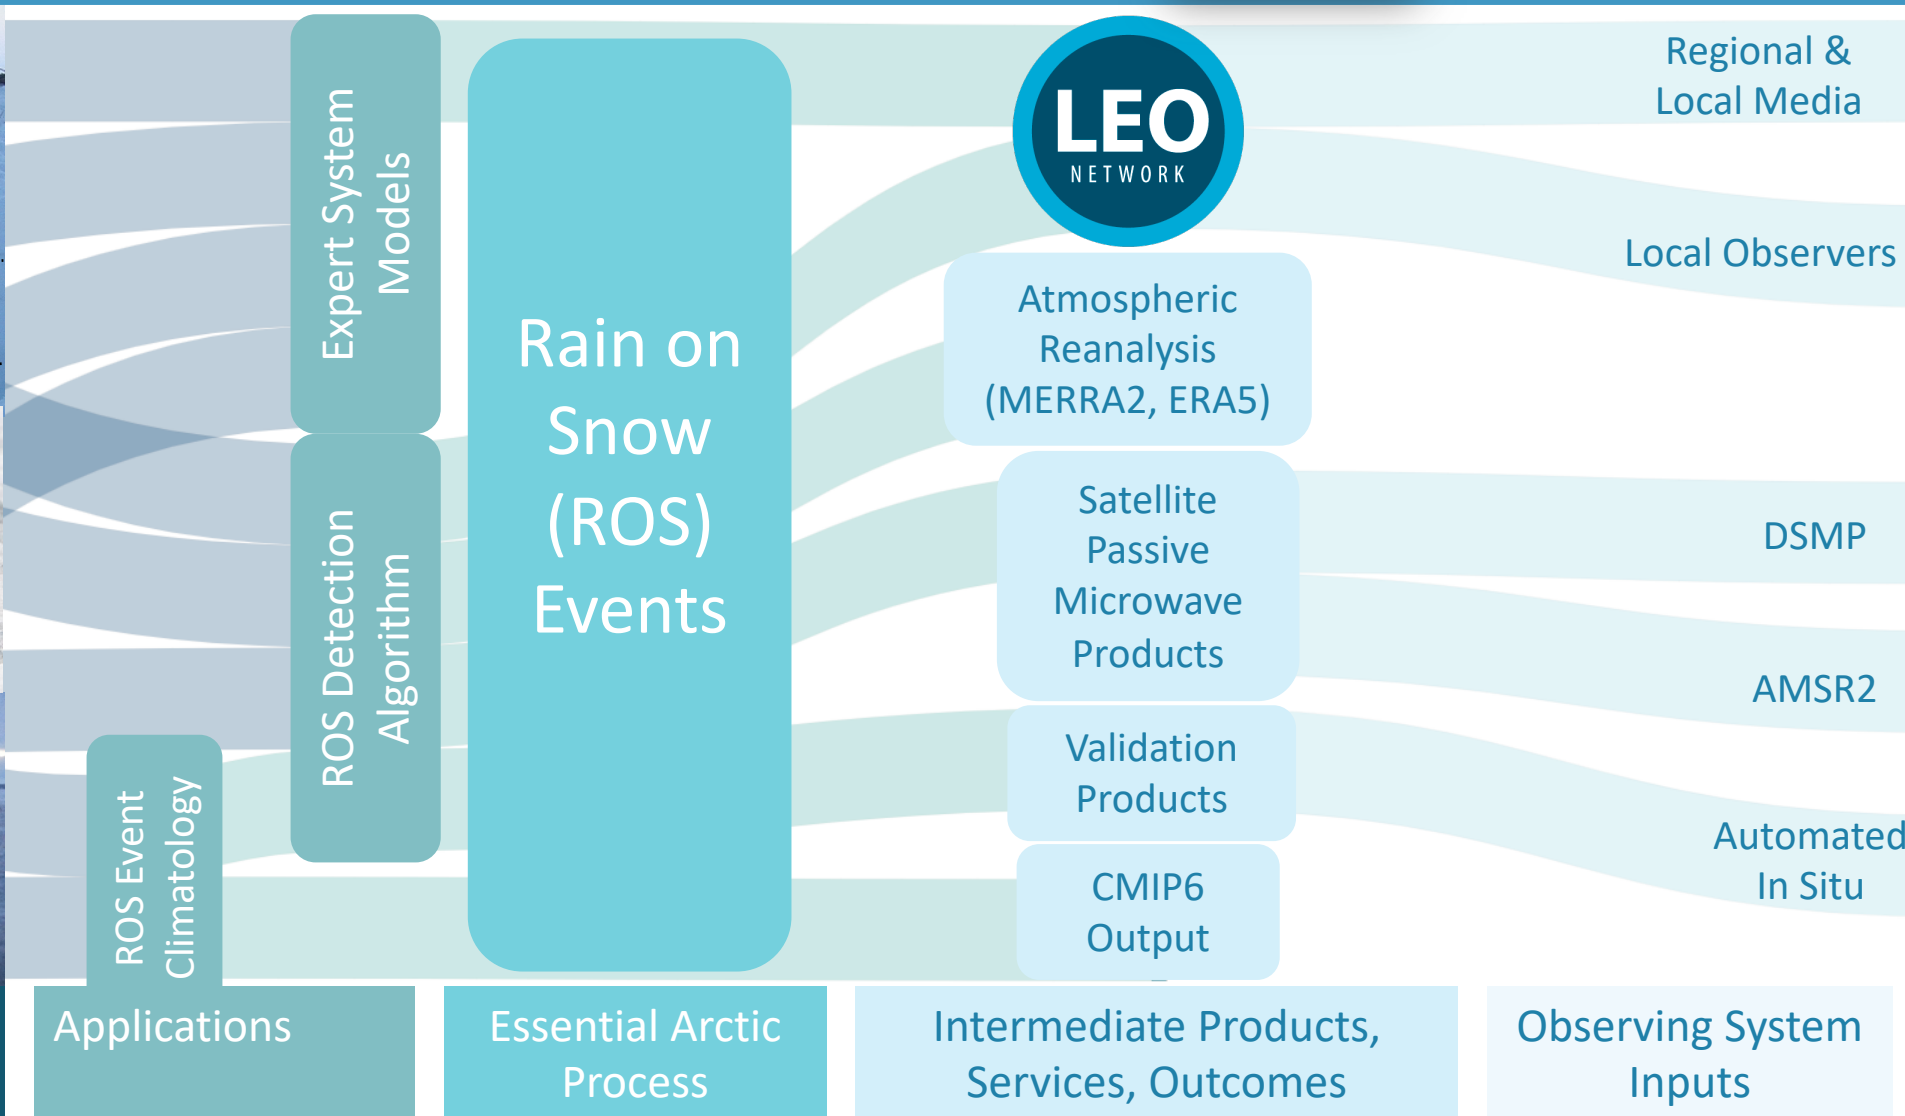 Expert System
Models
ROS Detection
Algorithm
ROS Event
Climatology
Rain on
Snow
(ROS)
Events
LEO
NETWORK
Atmospheric
Reanalysis
(MERRA2, ERA5)
Satellite
Passive
Microwave
Products
Validation
Products
CMIP6
Output
Regional &
Local Media
Local Observers
DSMP
AMSR2
Automated
In Situ
Applications
Essential Arctic
Process
Intermediate Products,
Services, Outcomes
Observing System
Inputs